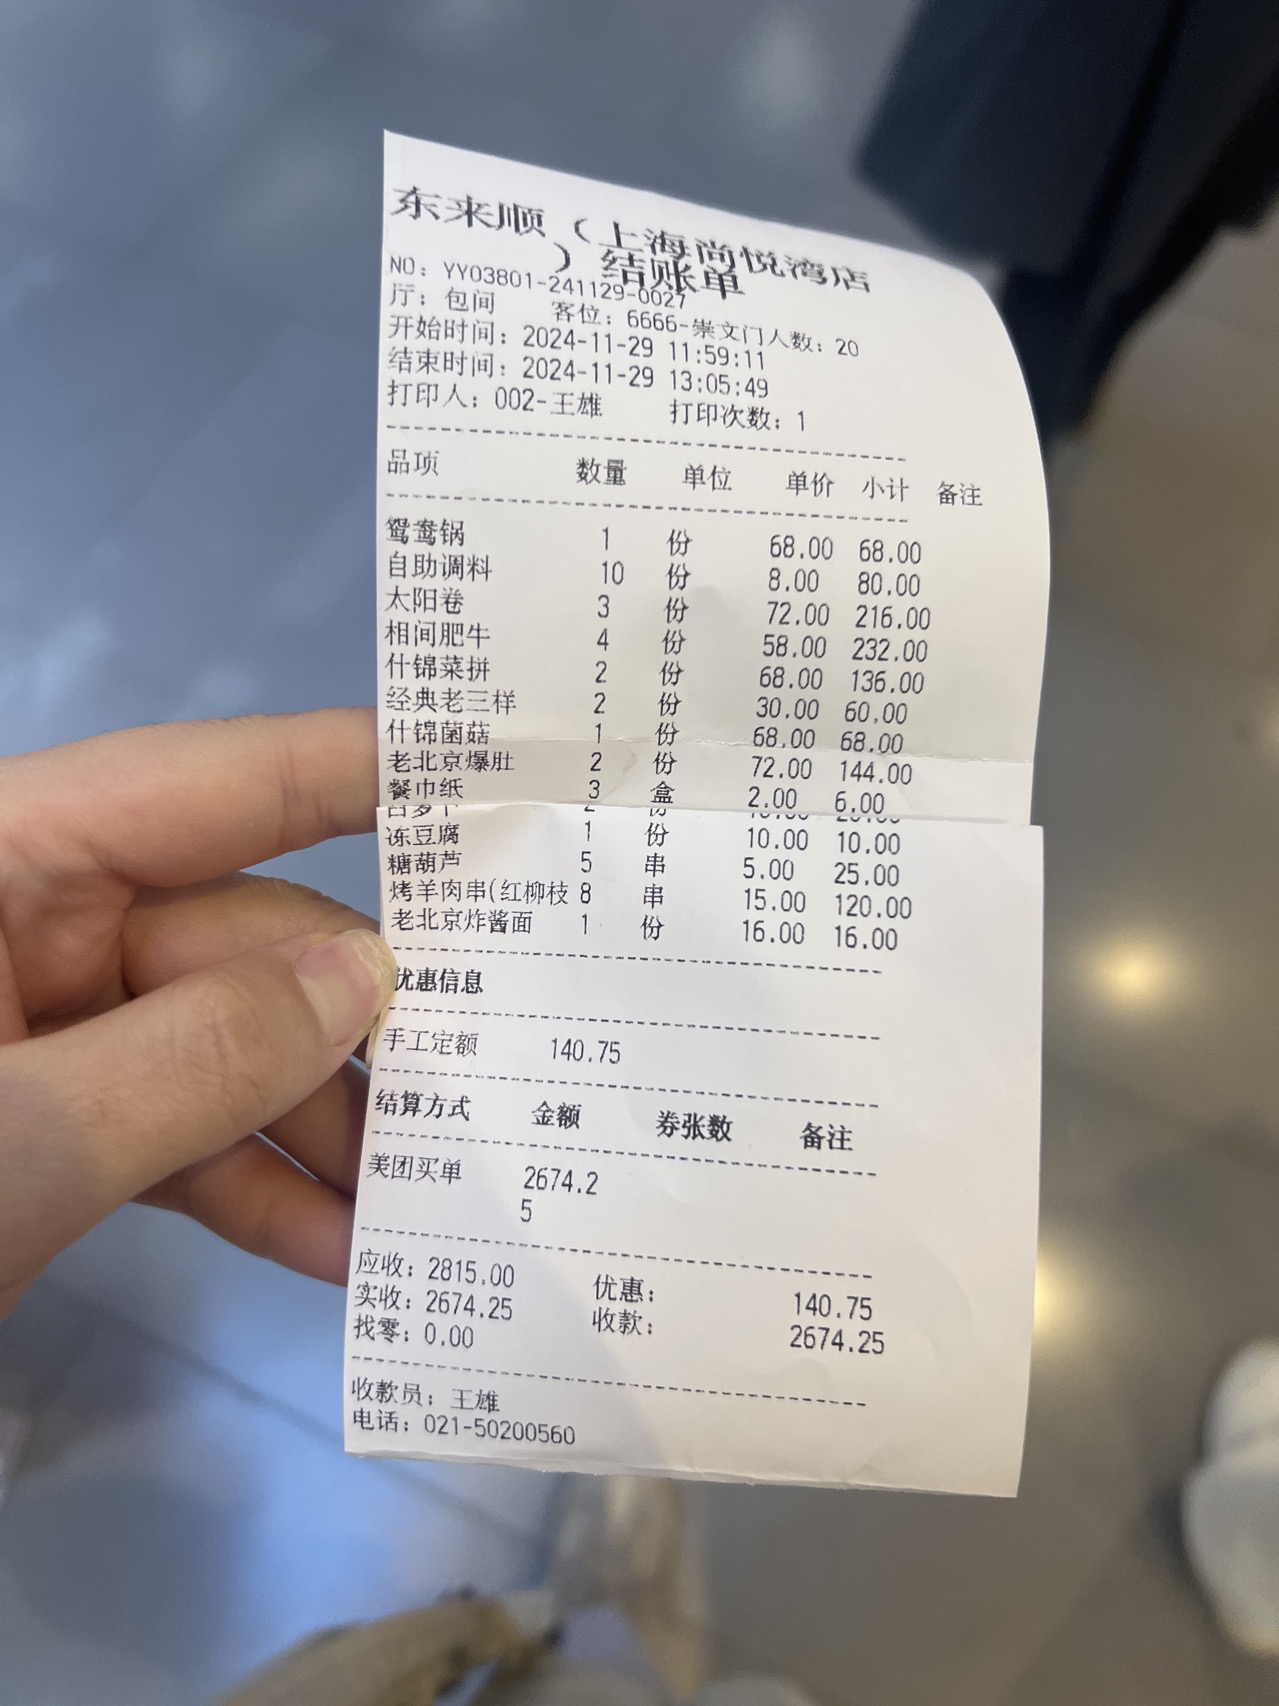 东来顺（上海尚悦湾店
）结账单
NO: YY03801-241129-0027
厅: 包间 客位: 6666-崇文门人数: 20
开始时间: 2024-11-29 11:59:11
结束时间: 2024-11-29 13:05:49
打印人: 002-王雄 打印次数: 1
品项 数量 单位 单价 小计 备注
鸳鸯锅 1 份 68.00 68.00
自助调料 10 份 8.00 80.00
太阳卷 3 份 72.00 216.00
相间肥牛 4 份 58.00 232.00
什锦菜拼 2 份 68.00 136.00
经典老三样 2 份 30.00 60.00
什锦菌菇 1 份 68.00 68.00
老北京爆肚 2 份 72.00 144.00
餐巾纸 3 盒 2.00 6.00
冻豆腐 1 份 10.00 10.00
糖葫芦 5 串 5.00 25.00
烤羊肉串(红柳枝 8 串 15.00 120.00
老北京炸酱面 1 份 16.00 16.00
优惠信息
手工定额 140.75
结算方式 金额 券张数 备注
美团买单 2674.2
5
应收: 2815.00 优惠: 140.75
实收: 2674.25 收款: 2674.25
找零: 0.00
收款员: 王雄
电话: 021-50200560